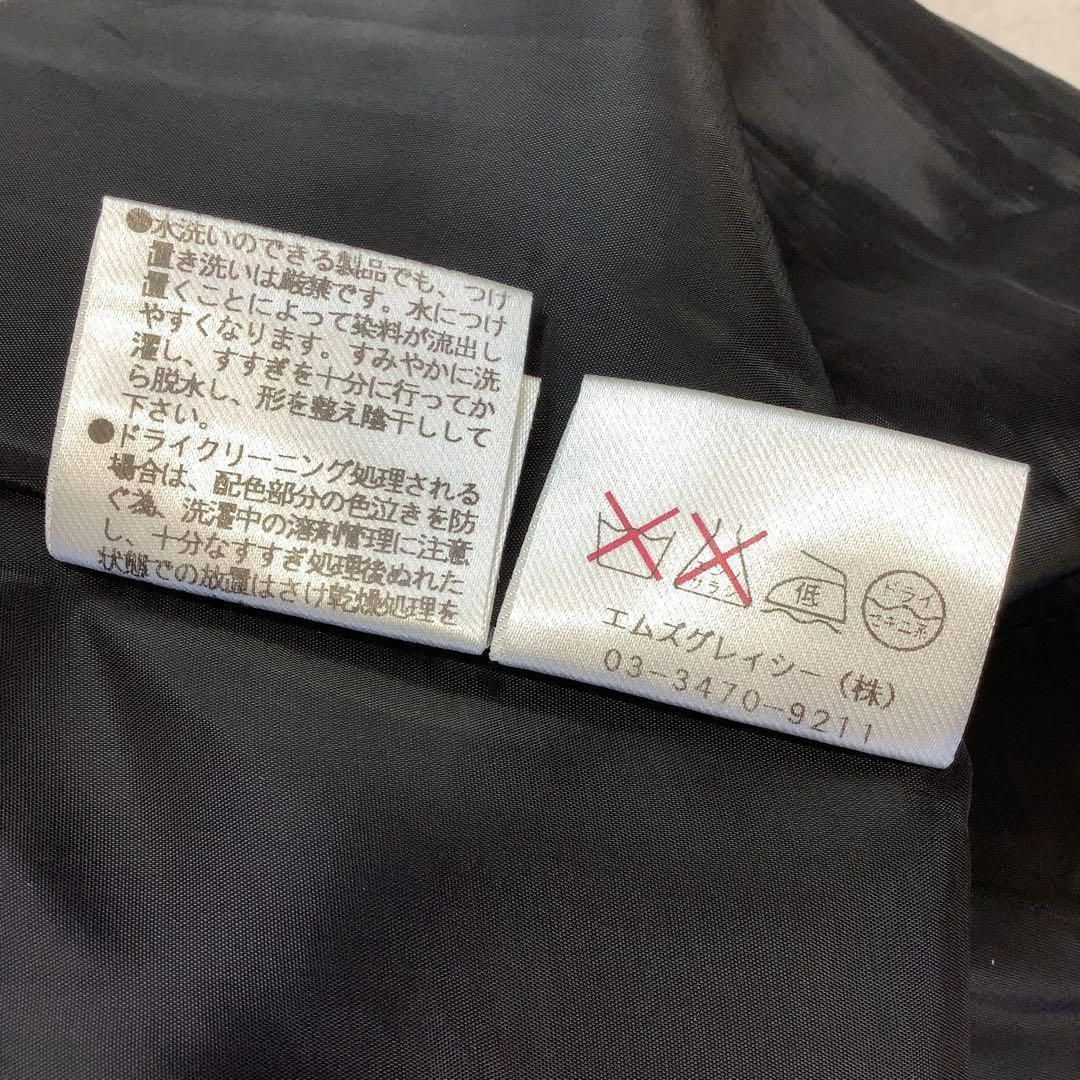 ●水洗いのできる製品でも、つけ
置き洗いは厳禁です。水につけ
置くことによって染料が流出し
やすくなります。すみやかに洗
濯し、すすぎを十分に行ってか
ら脱水し、形を整え陰干しして
下さい。
●ドライクリーニング処理される
場合は、配色部分の色泣きを防
ぐ為、洗濯中の溶剤管理に注意
し、十分なすすぎ処理後ぬれた
状態での放置はさけ乾燥処理を
低
ドライ
セキユ系
エムズグレイシー（株）
03-3470-9211